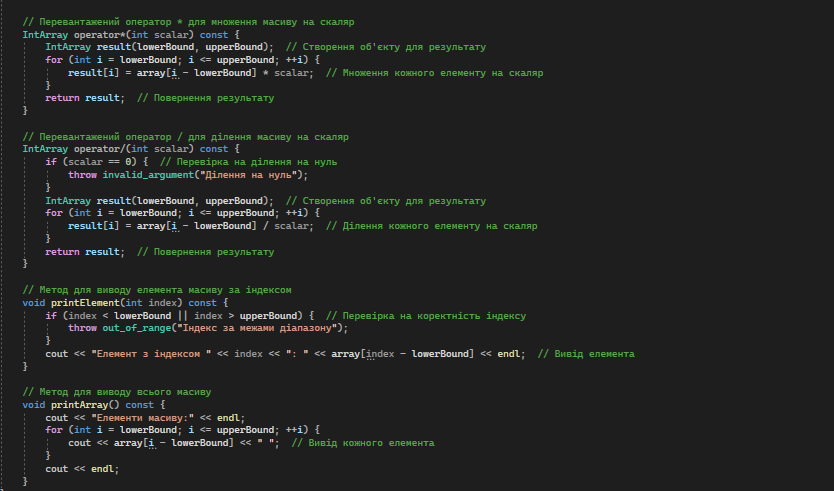 // Перевантажений оператор * для множення масиву на скаляр
IntArray operator*(int scalar) const {
    IntArray result(lowerBound, upperBound);  // Створення об'єкту для результату
    for (int i = lowerBound; i <= upperBound; ++i) {
        result[i] = array[i - lowerBound] * scalar;  // Множення кожного елементу на скаляр
    }
    return result;  // Повернення результату
}

// Перевантажений оператор / для ділення масиву на скаляр
IntArray operator/(int scalar) const {
    if (scalar == 0) {  // Перевірка на ділення на нуль
        throw invalid_argument("Ділення на нуль");
    }
    IntArray result(lowerBound, upperBound);  // Створення об'єкту для результату
    for (int i = lowerBound; i <= upperBound; ++i) {
        result[i] = array[i - lowerBound] / scalar;  // Ділення кожного елементу на скаляр
    }
    return result;  // Повернення результату
}

// Метод для виводу елемента масиву за індексом
void printElement(int index) const {
    if (index < lowerBound || index > upperBound) {  // Перевірка на коректність індексу
        throw out_of_range("Індекс за межами діапазону");
    }
    cout << "Елемент з індексом " << index << ": " << array[index - lowerBound] << endl;  // Вивід елемента
}

// Метод для виводу всього масиву
void printArray() const {
    cout << "Елементи масиву:" << endl;
    for (int i = lowerBound; i <= upperBound; ++i) {
        cout << array[i - lowerBound] << " ";  // Вивід кожного елемента
    }
    cout << endl;
}